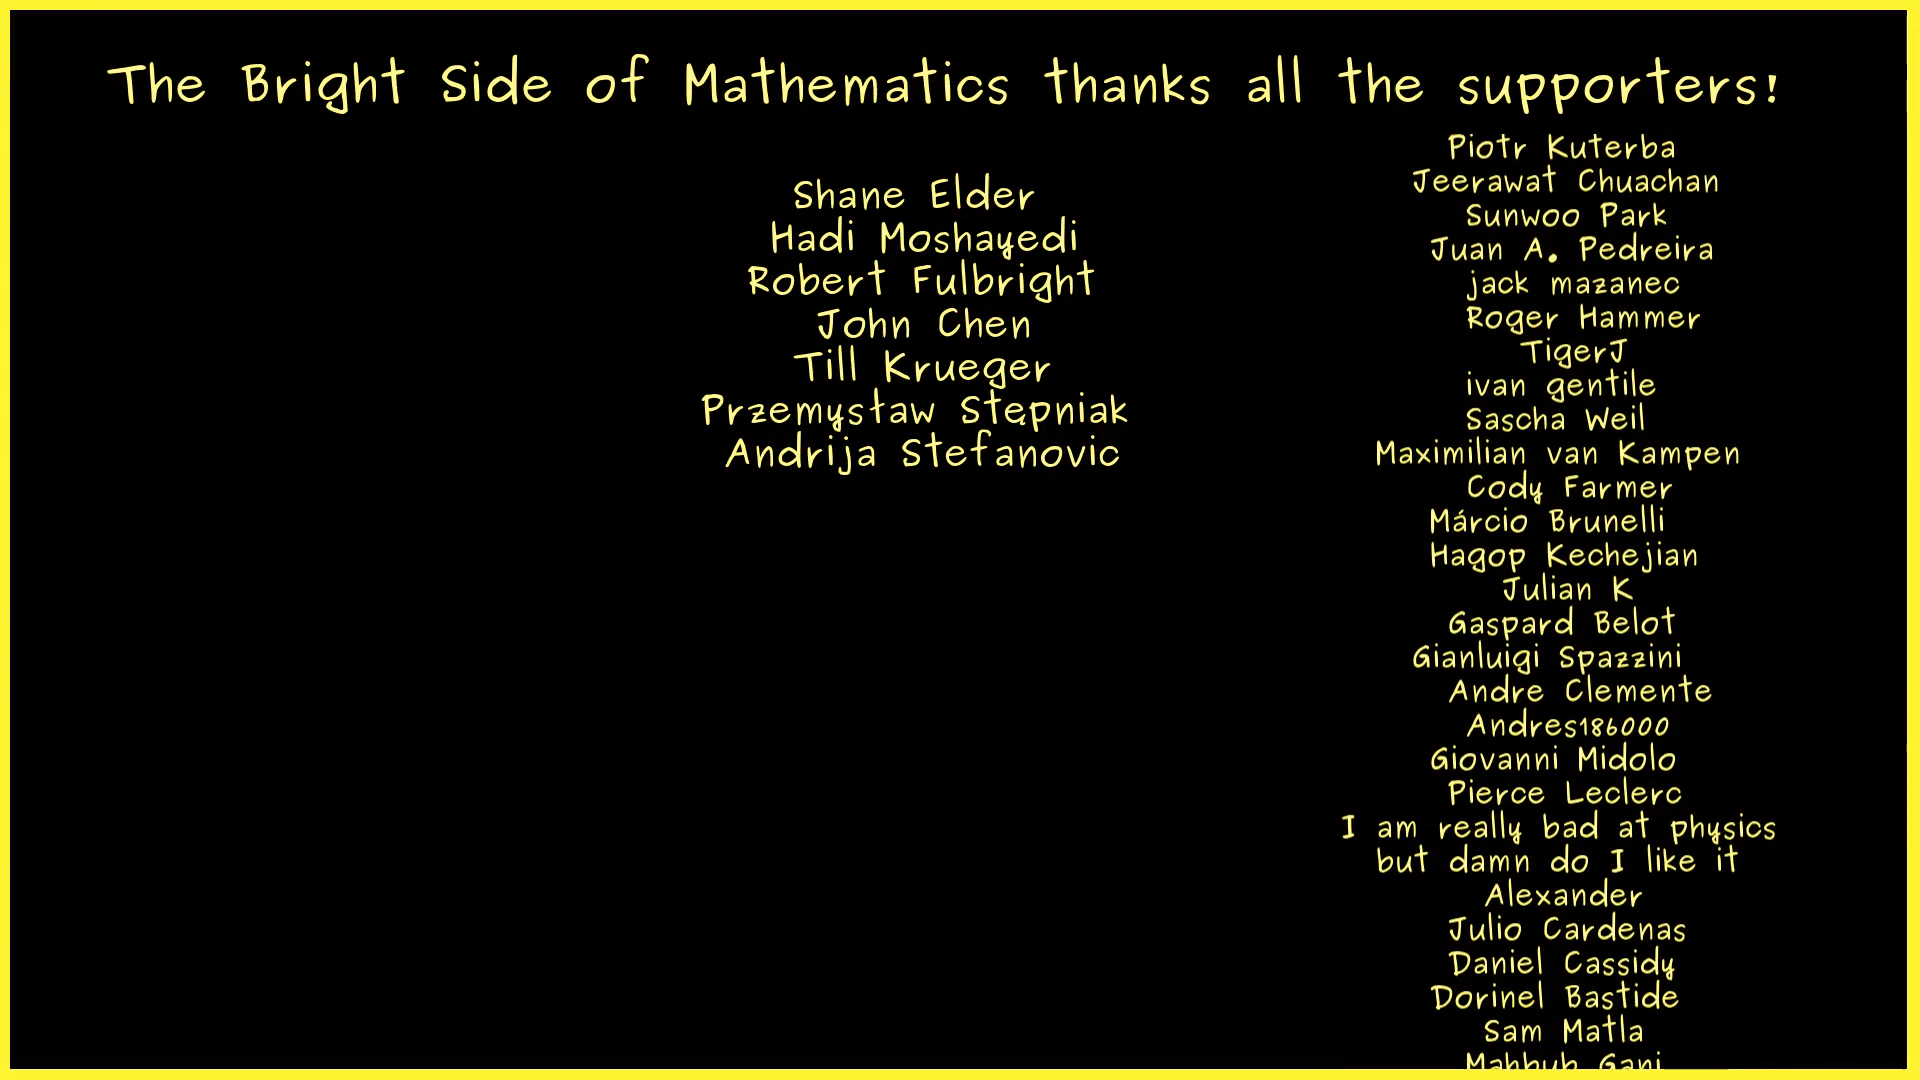 The Bright Side of Mathematics thanks all the supporters!
Shane Elder
Hadi Moshayedi
Robert Fulbright
John Chen
Till Krueger
Przemysław Stępniak
Andrija Stefanovic
Piotr Kuterba
Jeerawat Chuachan
Sunwoo Park
Juan A. Pedreira
jack mazanec
Roger Hammer
TigerJ
ivan gentile
Sascha Weil
Maximilian van Kampen
Cody Farmer
Márcio Brunelli
Hagop Kechejian
Julian K
Gaspard Belot
Gianluigi Spazzini
Andre Clemente
Andres186000
Giovanni Midolo
Pierce Leclerc
I am really bad at physics
but damn do I like it
Alexander
Julio Cardenas
Daniel Cassidy
Dorinel Bastide
Sam Matla
Mahbub Gani